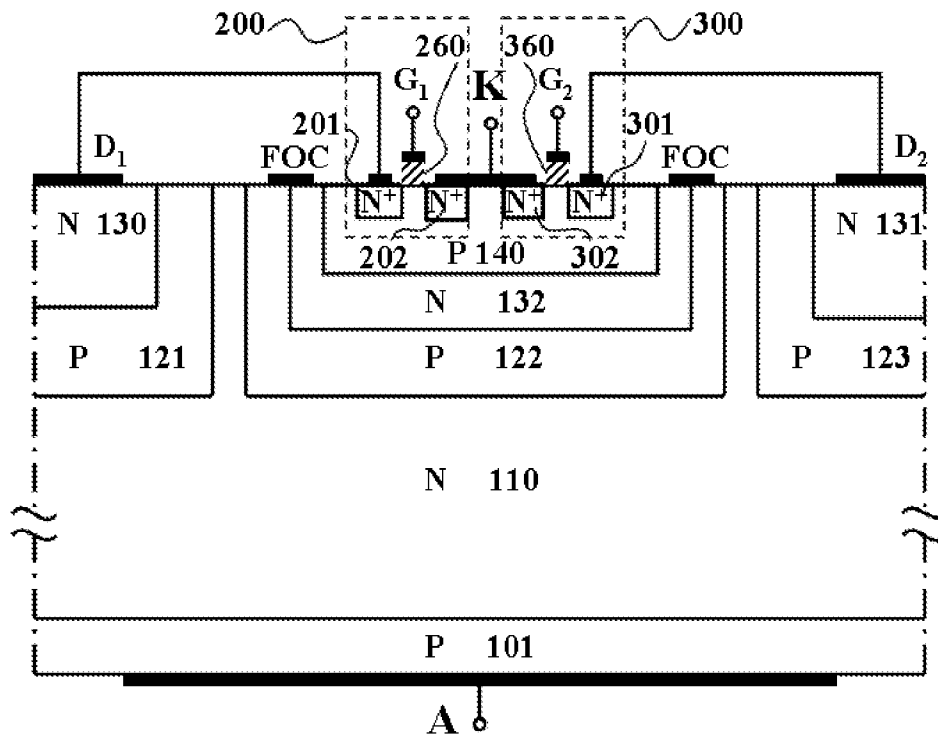 200 300
260 360
G1 K G2
201 301
D1 FOC FOC D2
N 130 N+ N+ N+ N+ N 131
202 P 140 302
N 132
P 121 P 122 P 123
N 110
P 101
A